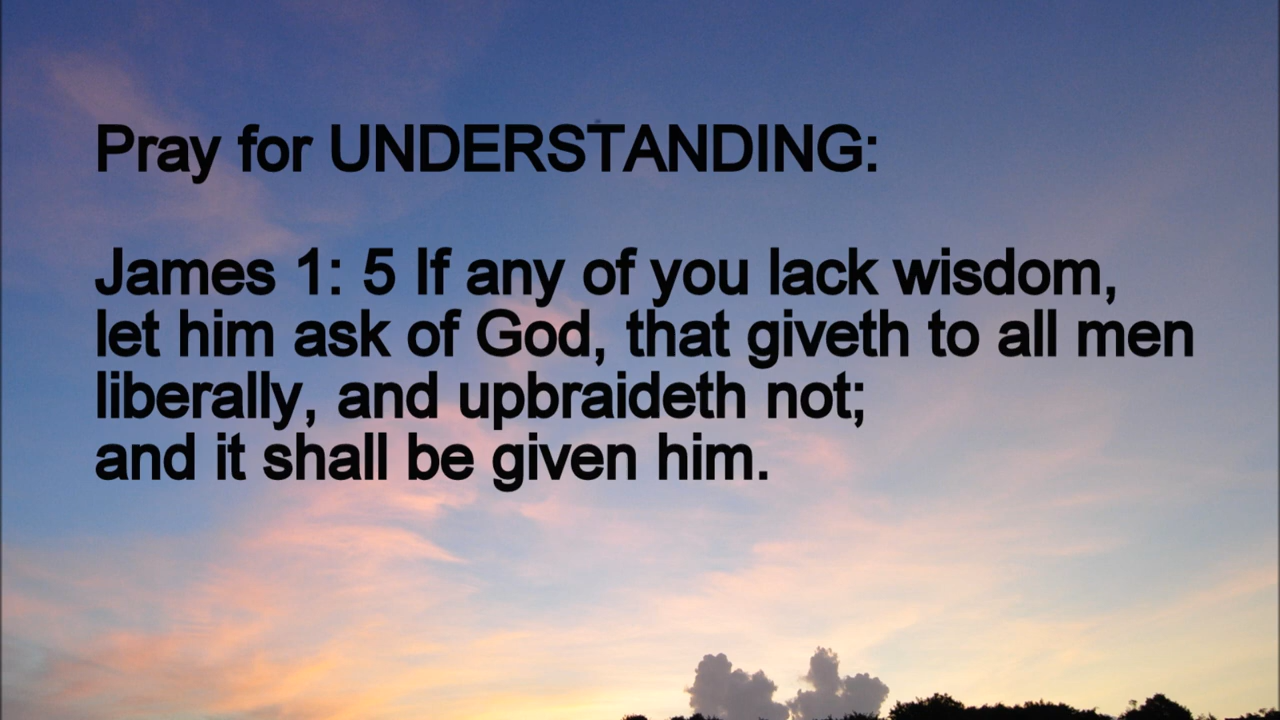 Pray for UNDERSTANDING:
James 1: 5 If any of you lack wisdom,
let him ask of God, that giveth to all men
liberally, and upbraideth not;
and it shall be given him.